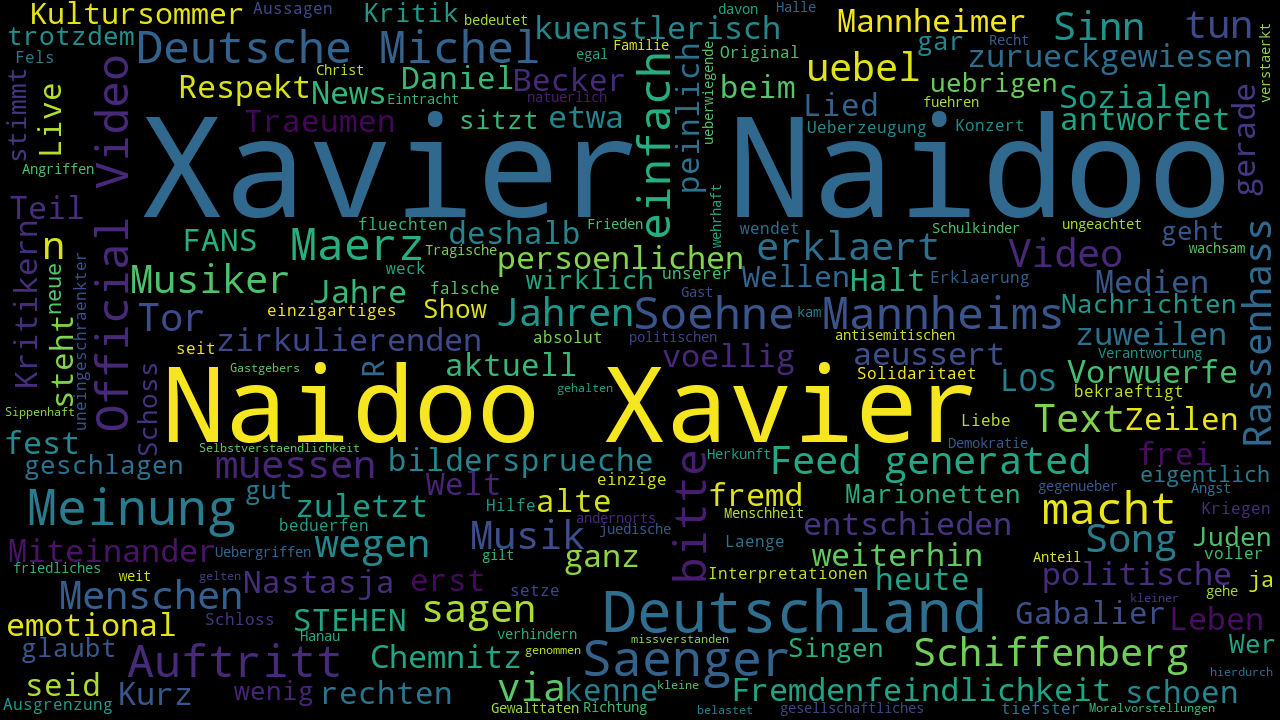 Kultursommer Aussagen Kritik bedeutet kuenstlerisch davon Halle Mannheimer Sinn tun
trotzdem Deutsche Michel Familie egal gar Recht
Fels Christ Original uebel zurueckgewiesen
Respekt News Daniel Becker beim uebrigen Sozialen verstaerkt
Eintracht natuerlich Lied fuehren antwortet
stimmt Live Video Traeumen sitzt etwa einfach peinlich ueberwiegende Ueberzeugung Konzert gerade
Angriffen Xavier Naidoo
Teil fluechten Frieden wehrhaft wendet Schulkinder ungeachtet geht
n FANS Maerz Tragische deshalb erklaert Video wachsam
Kritikern neue uneingeschraenkter official weck persoenlichen
Musiker Jahre falsche wirklich unserer Wellen Halt Erklaerung Medien Rassenhass
Tor einzigartiges Show Jahren Gast Soehne kam Mannheims Nachrichten
steht seit zirkulierenden absolut politischen antisemitischen zuweilen
R aktuell voellig aeussert Verantwortung
Schoss Gastgebers gehalten Solidaritaet LOS Vorwuerfe
Naidoo Xavier bekraeftigt
Sippenhaft Liebe Text Zeilen
fest Selbstverstaendlichkeit Demokratie frei
geschlagen muessen bildersprueche bitte Herkunft Feed generated eigentlich
Meinung gut zuletzt Welt Hilfe alte einzige fremd Marionetten gegenueber Angst
beduerfen andernorts Menschheit macht Kriegen
Miteinander Uebergriffen wegen Musik juedische entschieden Song Juden
friedliches gilt ganz Laenge weiterhin Anteil voller
weit gelten Nastasja erst setze Interpretationen heute politische ja
Menschen kleiner gehe
emotional Schloss STEHEN sagen Deutschland Gabalier Leben
Hanau verhindern missverstanden
glaubt Auftritt Chemnitz genommen Saenger Singen Schiffenberg Wer
seid Kurz wenig rechten via kenne kleine Fremdenfeindlichkeit schoen hierdurch
Ausgrenzung Gewalttaten Richtung belastet gesellschaftliches tiefster Moralvorstellungen